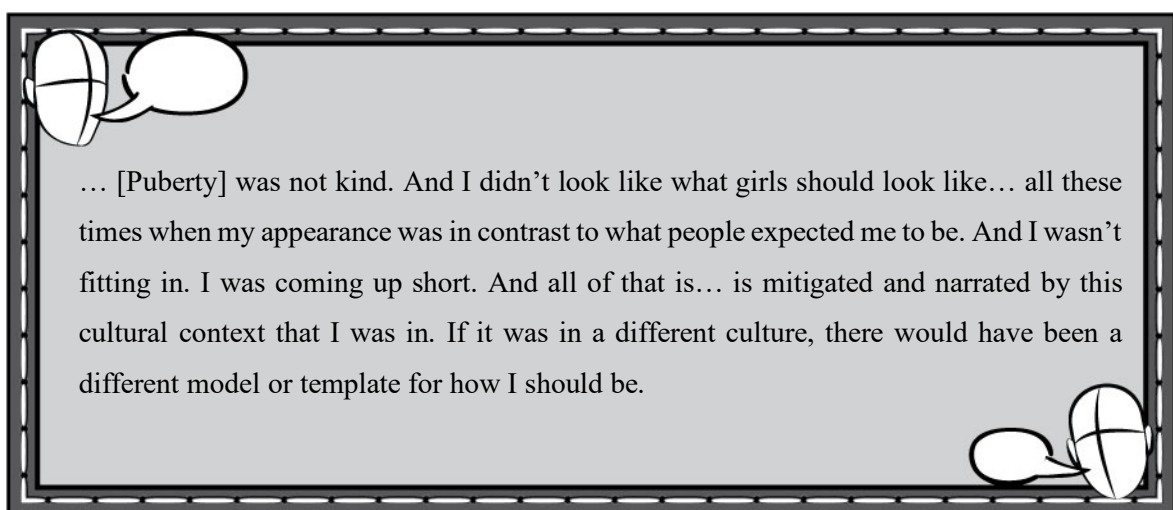 … [Puberty] was not kind. And I didn’t look like what girls should look like… all these
times when my appearance was in contrast to what people expected me to be. And I wasn’t
fitting in. I was coming up short. And all of that is… is mitigated and narrated by this
cultural context that I was in. If it was in a different culture, there would have been a
different model or template for how I should be.